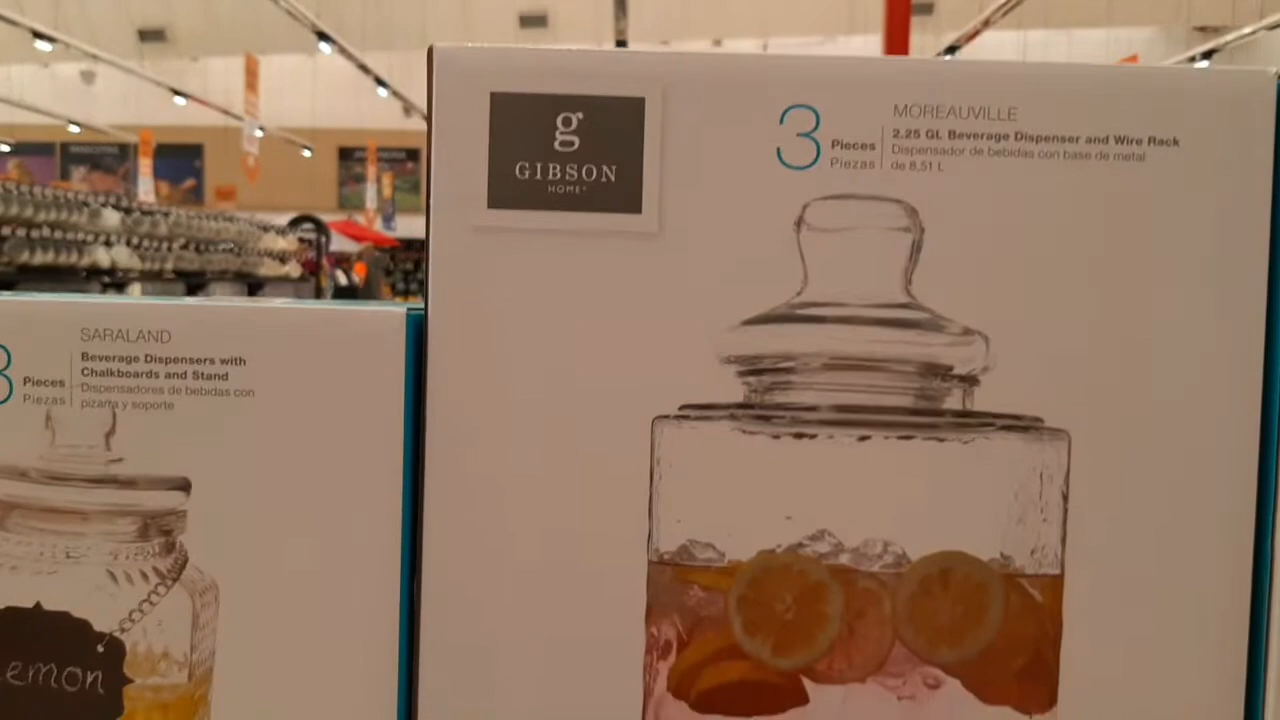 g
GIBSON
HOME
3
Pieces
Piezas
MOREAUVILLE
2.25 GL Beverage Dispenser and Wire Rack
Dispensador de bebidas con base de metal
de 8,51 L
SARALAND
3
Pieces
Piezas
Beverage Dispensers with
Chalkboards and Stand
Dispensadores de bebidas con
pizarra y soporte
emon